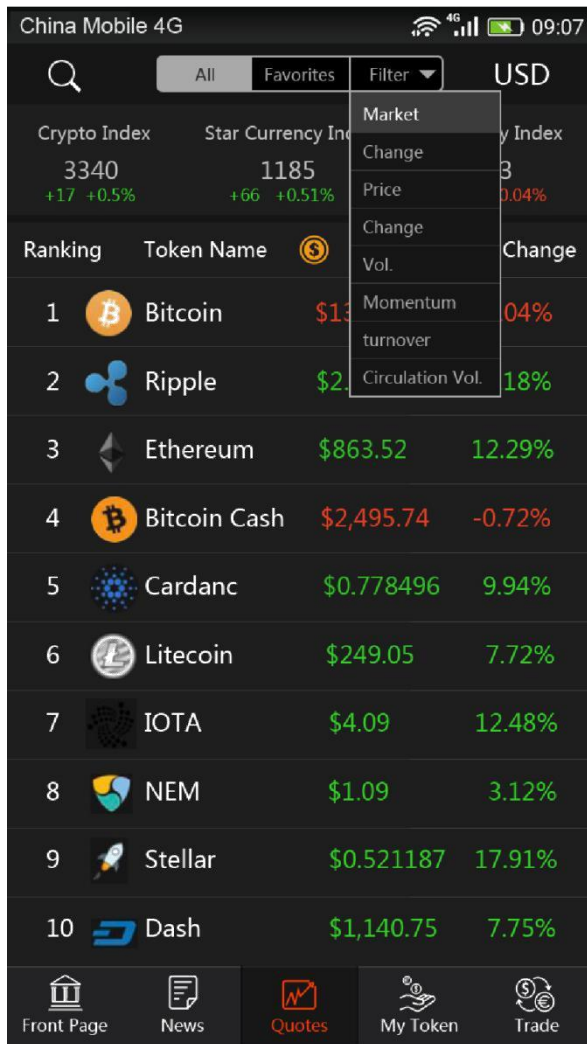 China Mobile 4G 4G 09:07
All Favorites Filter USD
Market
Change
Price
Change
Vol.
Momentum
turnover
Circulation Vol.
Crypto Index Star Currency Index
3340 1185 3
+17 +0.5% +66 +0.51% 0.04%
Ranking Token Name Change
1 Bitcoin 04%
2 Ripple $2. 18%
3 Ethereum $863.52 12.29%
4 Bitcoin Cash $2,495.74 -0.72%
5 Cardanc $0.778496 9.94%
6 Litecoin $249.05 7.72%
7 IOTA $4.09 12.48%
8 NEM $1.09 3.12%
9 Stellar $0.521187 17.91%
10 Dash $1,140.75 7.75%
Front Page News Quotes My Token Trade